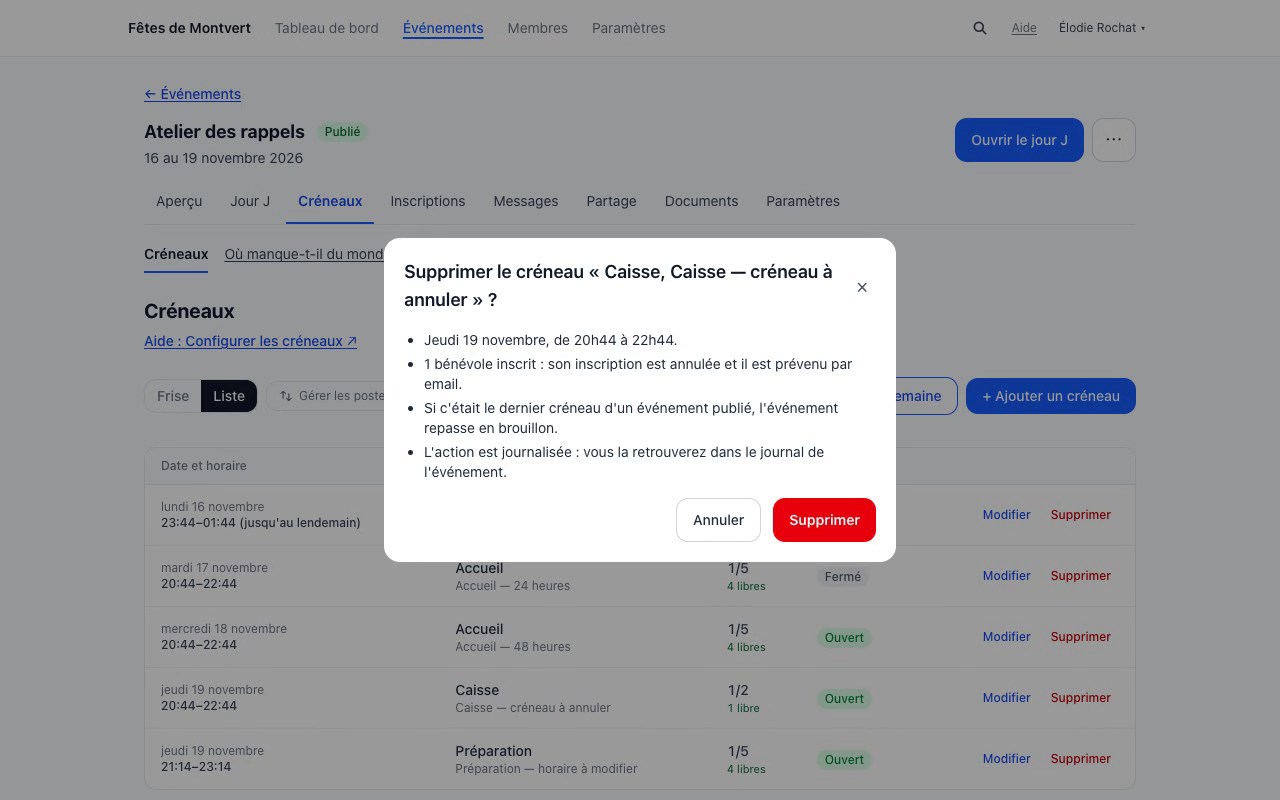 Fêtes de Montvert Tableau de bord Événements Membres Paramètres Aide Élodie Rochat
← Événements
Atelier des rappels Publié
16 au 19 novembre 2026
Ouvrir le jour J ···
Aperçu Jour J Créneaux Inscriptions Messages Partage Documents Paramètres
Créneaux Où manque-t-il du mond
Créneaux
Aide : Configurer les créneaux ↗
Frise Liste Gérer les poste emaine + Ajouter un créneau
Supprimer le créneau « Caisse, Caisse — créneau à
annuler » ?
×
• Jeudi 19 novembre, de 20h44 à 22h44.
• 1 bénévole inscrit : son inscription est annulée et il est prévenu par
email.
• Si c'était le dernier créneau d'un événement publié, l'événement
repasse en brouillon.
• L'action est journalisée : vous la retrouverez dans le journal de
l'événement.
Annuler Supprimer
Date et horaire
lundi 16 novembre
23:44–01:44 (jusqu'au lendemain)
Modifier Supprimer
mardi 17 novembre
20:44–22:44
Accueil
Accueil — 24 heures
1/5
4 libres
Fermé
Modifier Supprimer
mercredi 18 novembre
20:44–22:44
Accueil
Accueil — 48 heures
1/5
4 libres
Ouvert
Modifier Supprimer
jeudi 19 novembre
20:44–22:44
Caisse
Caisse — créneau à annuler
1/2
1 libre
Ouvert
Modifier Supprimer
jeudi 19 novembre
21:14–23:14
Préparation
Préparation — horaire à modifier
1/5
4 libres
Ouvert
Modifier Supprimer